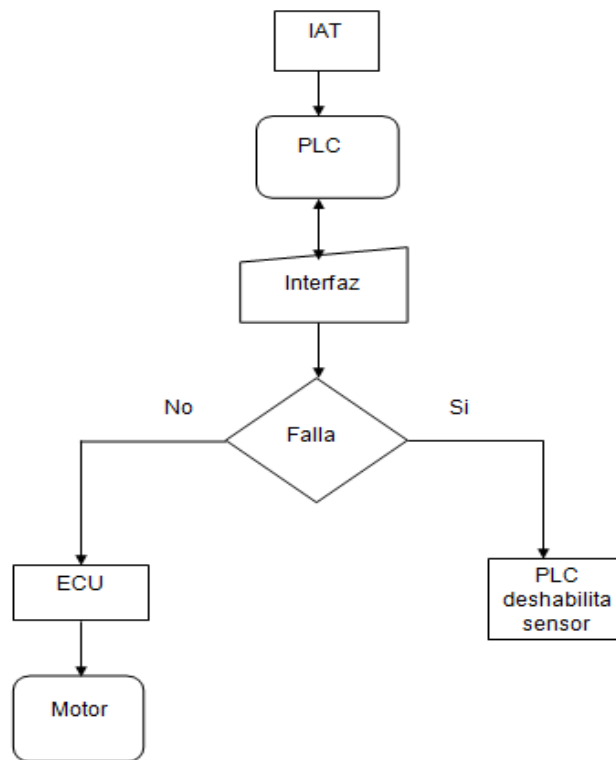 IAT
PLC
Interfaz
No
Si
Falla
ECU
PLC
deshabilita
sensor
Motor